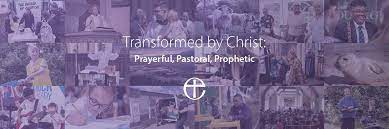 Transformed by Christ:
Prayerful, Pastoral, Prophetic